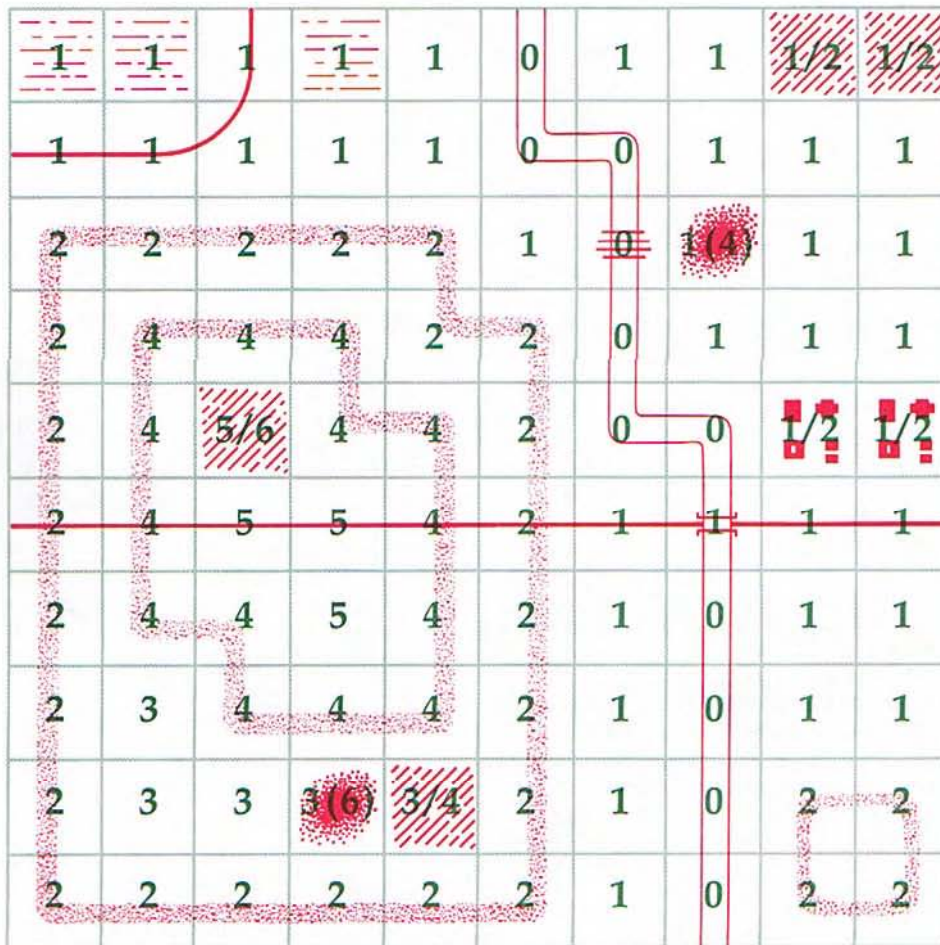 1 1 1 1 1 0 1 1 1/2 1/2
1 1 1 1 1 0 0 1 1 1
2 2 2 2 2 1 0 1(4) 1 1
2 4 4 4 2 2 0 1 1 1
2 4 5/6 4 4 2 0 0 1/2 1/2
2 4 5 5 4 2 1 1 1 1
2 4 4 5 4 2 1 0 1 1
2 3 4 4 4 2 1 0 1 1
2 3 3 3(6) 3/4 2 1 0 2 2
2 2 2 2 2 2 1 0 2 2